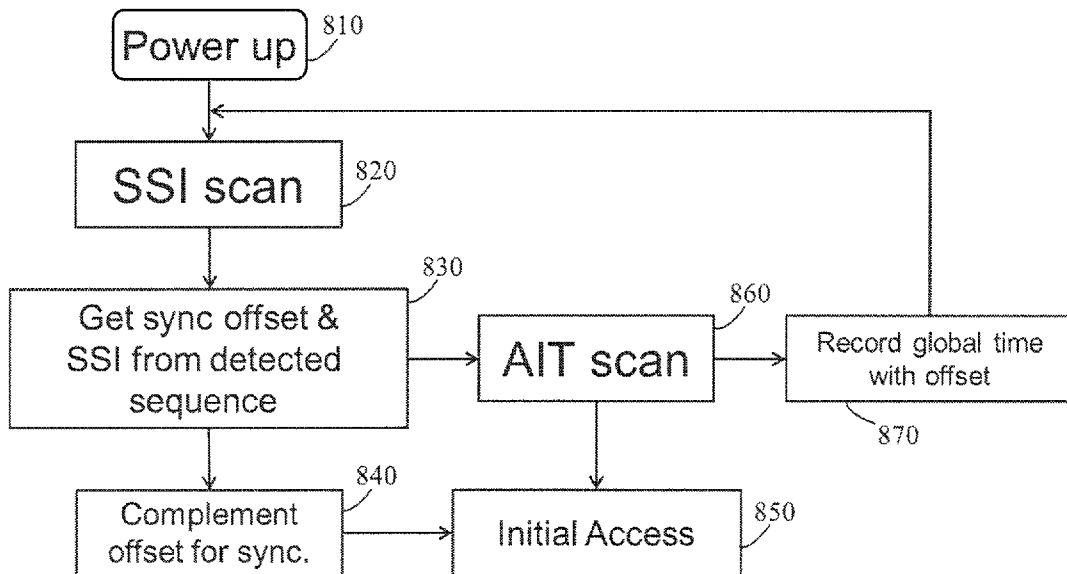 Power up
810
SSI scan
820
Get sync offset &
SSI from detected
sequence
830
AIT scan
860
Record global time
with offset
870
Complement
offset for sync.
840
Initial Access
850